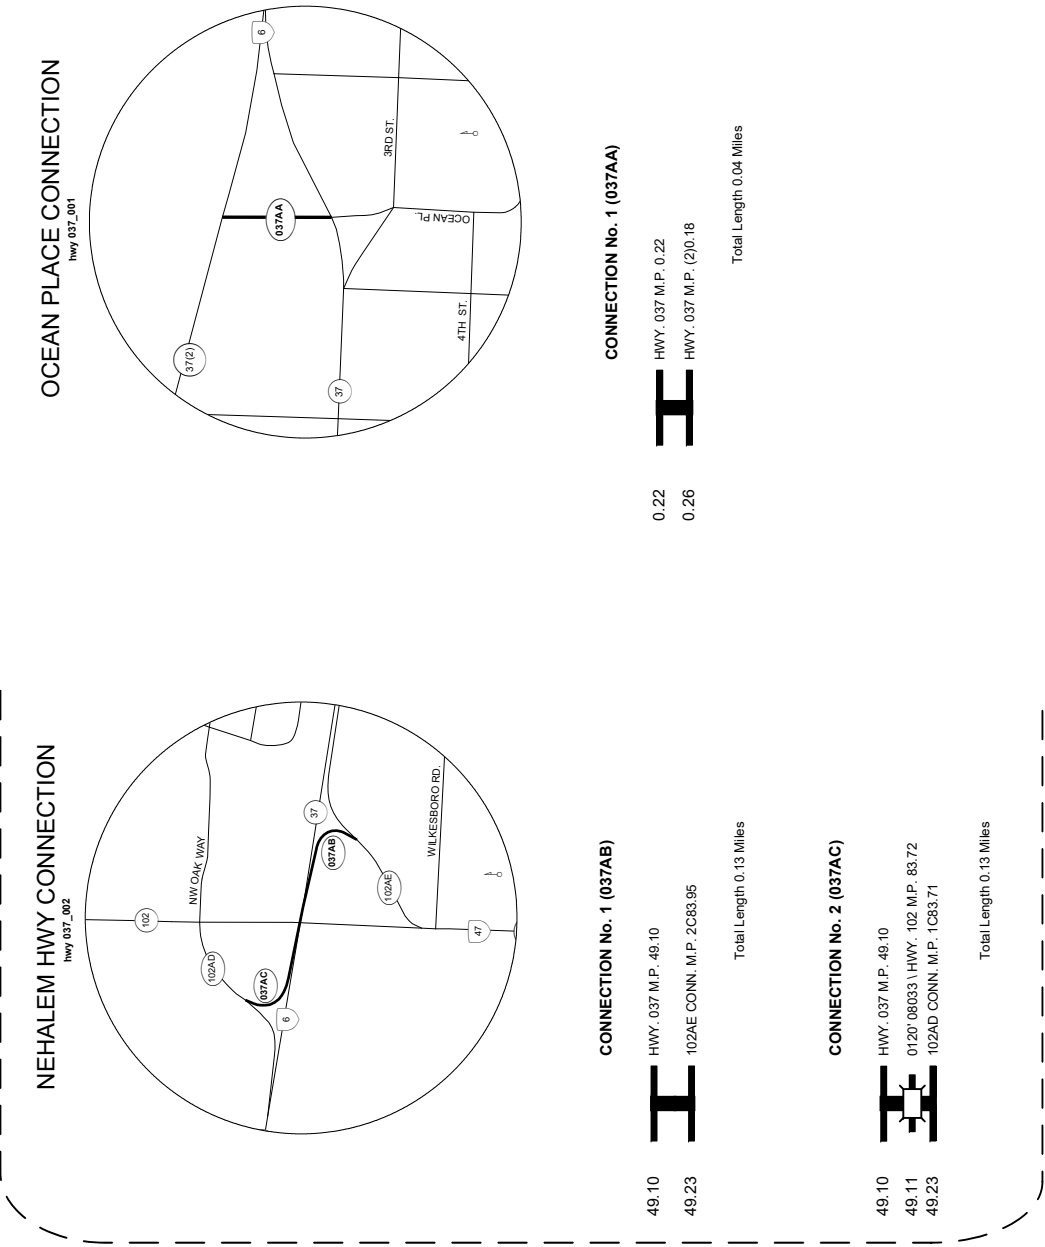 NEHALEM HWY CONNECTION
hwy 037_002
102
NW OAK WAY
102AD
037AC
6
37
037AB
102AE
WILKESBORO RD.
47
CONNECTION No. 1 (037AB)
49.10 HWY. 037 M.P. 49.10
49.23 102AE CONN. M.P. 2C83.95
Total Length 0.13 Miles
CONNECTION No. 2 (037AC)
49.10 HWY. 037 M.P. 49.10
49.11 0120' 08033 \ HWY. 102 M.P. 83.72
49.23 102AD CONN. M.P. 1C83.71
Total Length 0.13 Miles
OCEAN PLACE CONNECTION
hwy 037_001
6
37(2)
037AA
37
3RD ST.
OCEAN PL.
4TH ST.
CONNECTION No. 1 (037AA)
0.22 HWY. 037 M.P. 0.22
0.26 HWY. 037 M.P. (2)0.18
Total Length 0.04 Miles